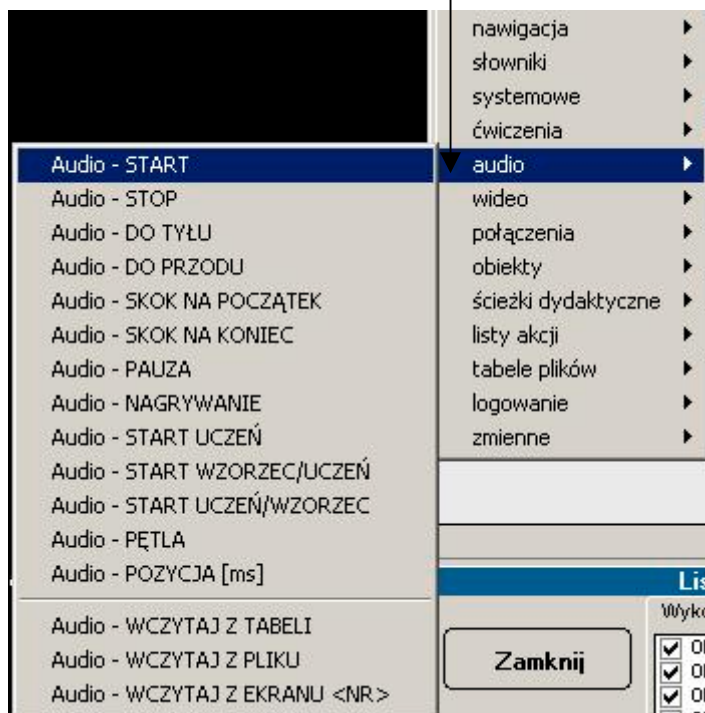 nawigacja
słowniki
systemowe
ćwiczenia
audio
wideo
połączenia
obiekty
ścieżki dydaktyczne
listy akcji
tabele plików
logowanie
zmienne
Audio - START
Audio - STOP
Audio - DO TYŁU
Audio - DO PRZODU
Audio - SKOK NA POCZĄTEK
Audio - SKOK NA KONIEC
Audio - PAUZA
Audio - NAGRYWANIE
Audio - START UCZEŃ
Audio - START WZORZEC/UCZEŃ
Audio - START UCZEŃ/WZORZEC
Audio - PĘTLA
Audio - POZYCJA [ms]
Audio - WCZYTAJ Z TABELI
Audio - WCZYTAJ Z PLIKU
Audio - WCZYTAJ Z EKRANU <NR>
Zamknij